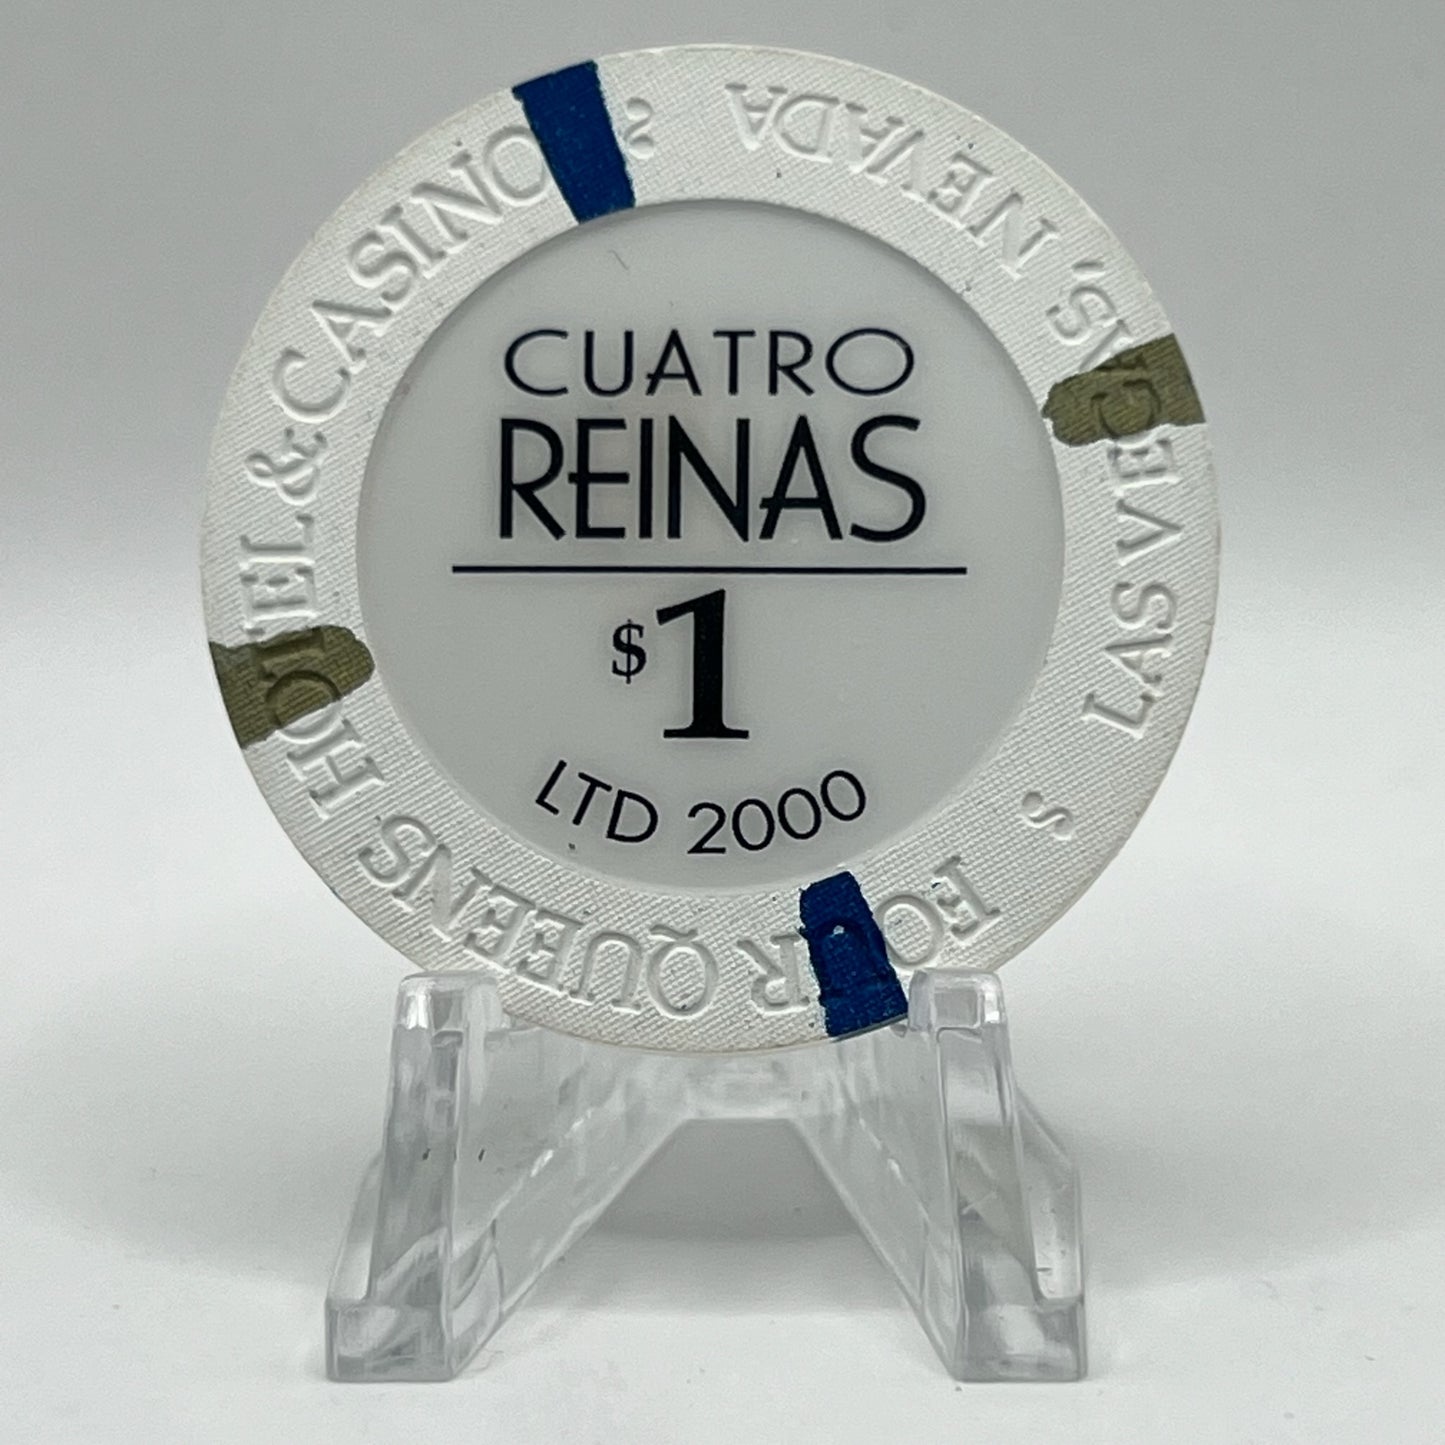 CUATRO
REINAS
$1
LTD 2000
FOUR QUEENS HOTEL & CASINO
LAS VEGAS, NEVADA